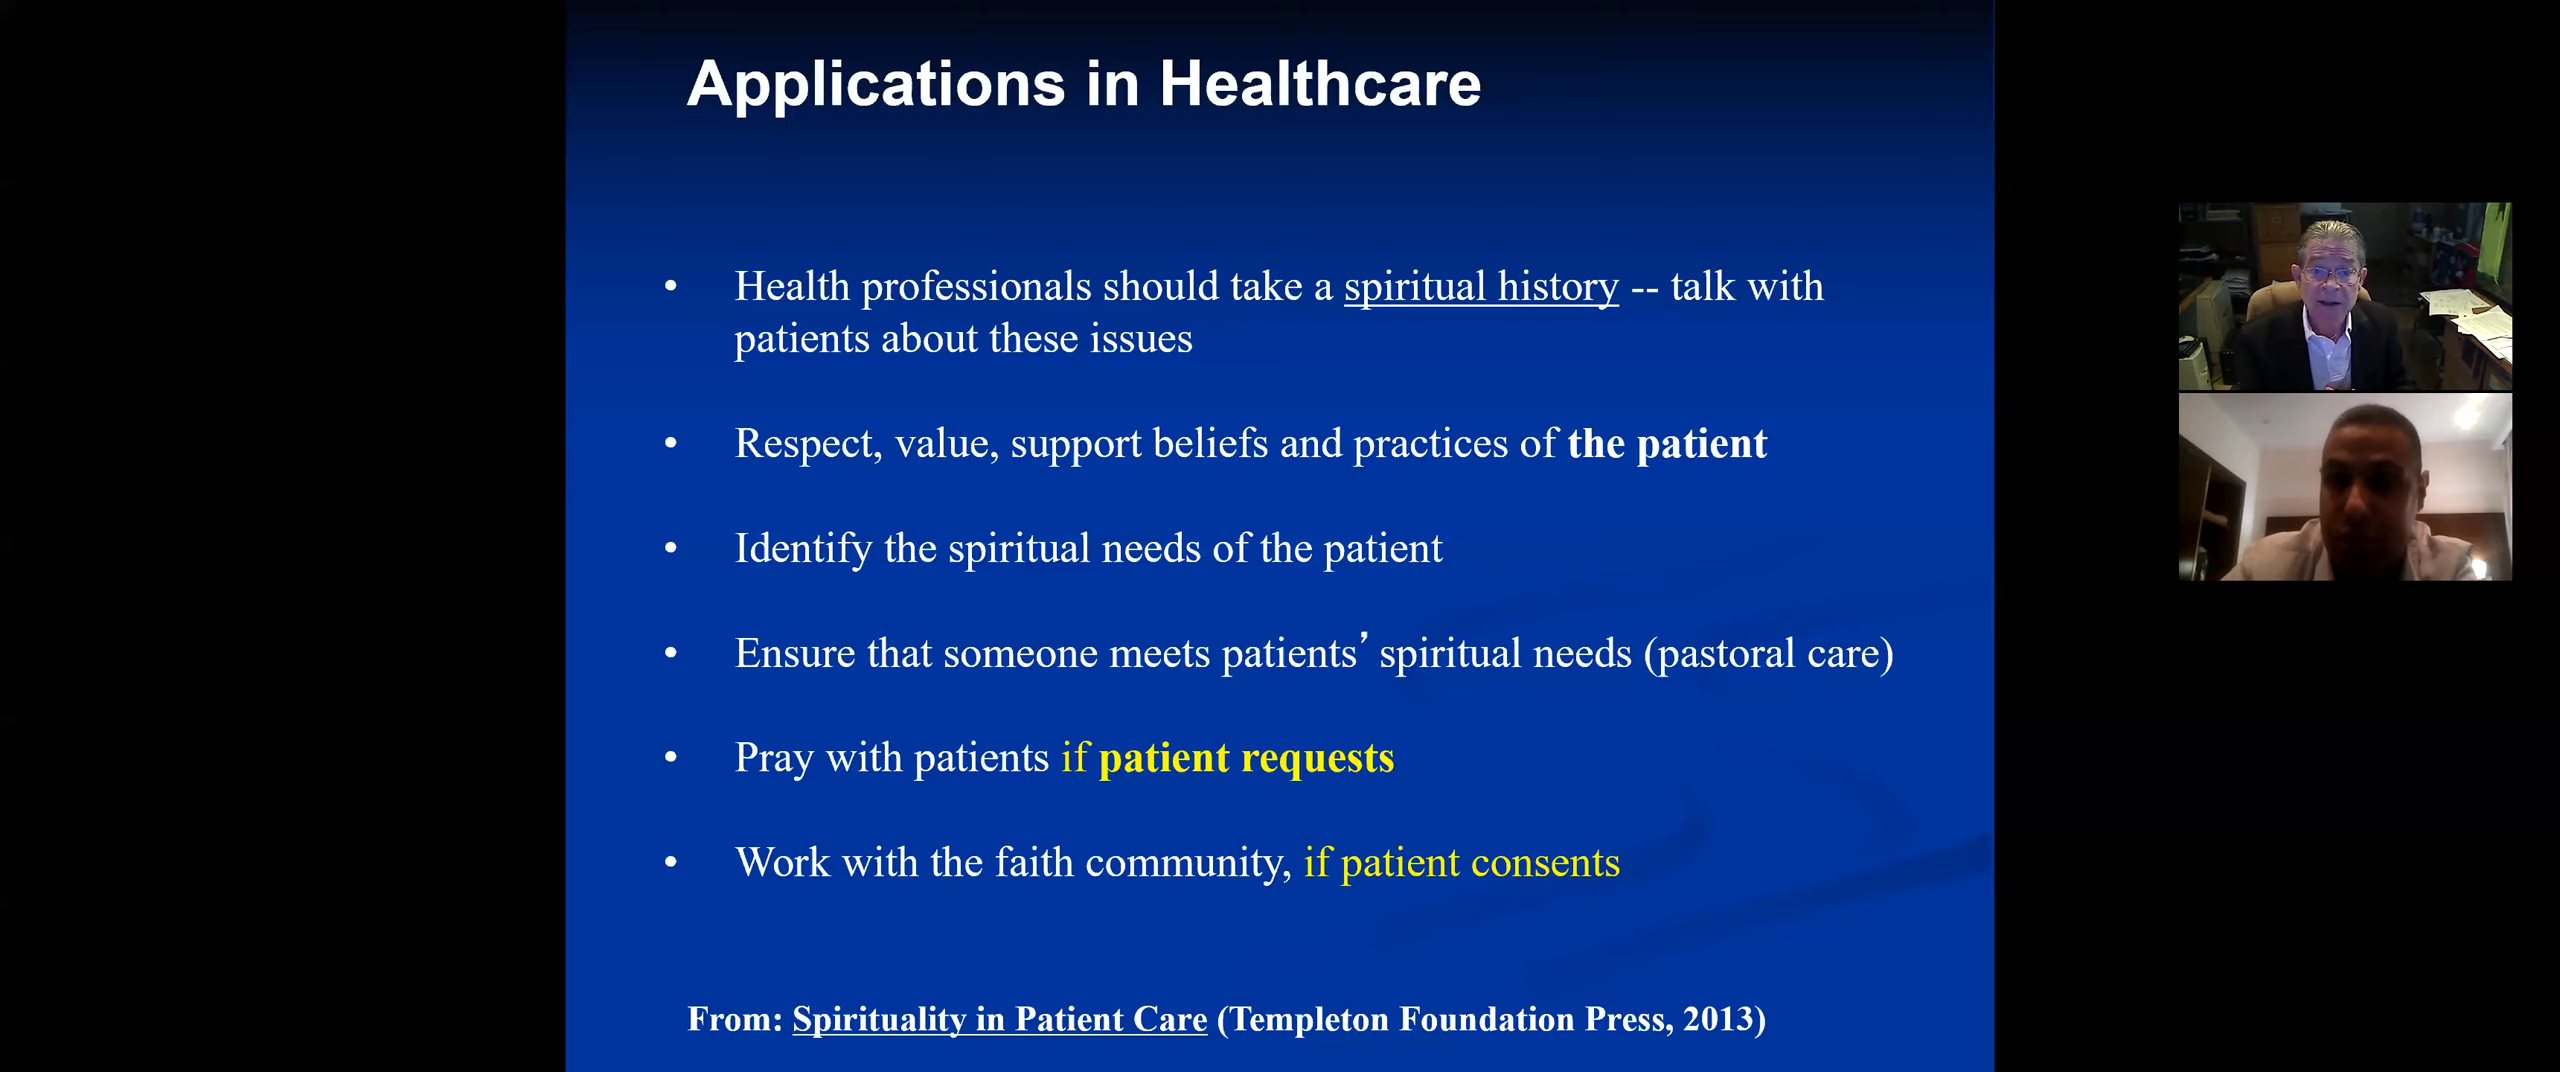 Applications in Healthcare
• Health professionals should take a spiritual history -- talk with
patients about these issues
• Respect, value, support beliefs and practices of the patient
• Identify the spiritual needs of the patient
• Ensure that someone meets patients’ spiritual needs (pastoral care)
• Pray with patients if patient requests
• Work with the faith community, if patient consents
From: Spirituality in Patient Care (Templeton Foundation Press, 2013)